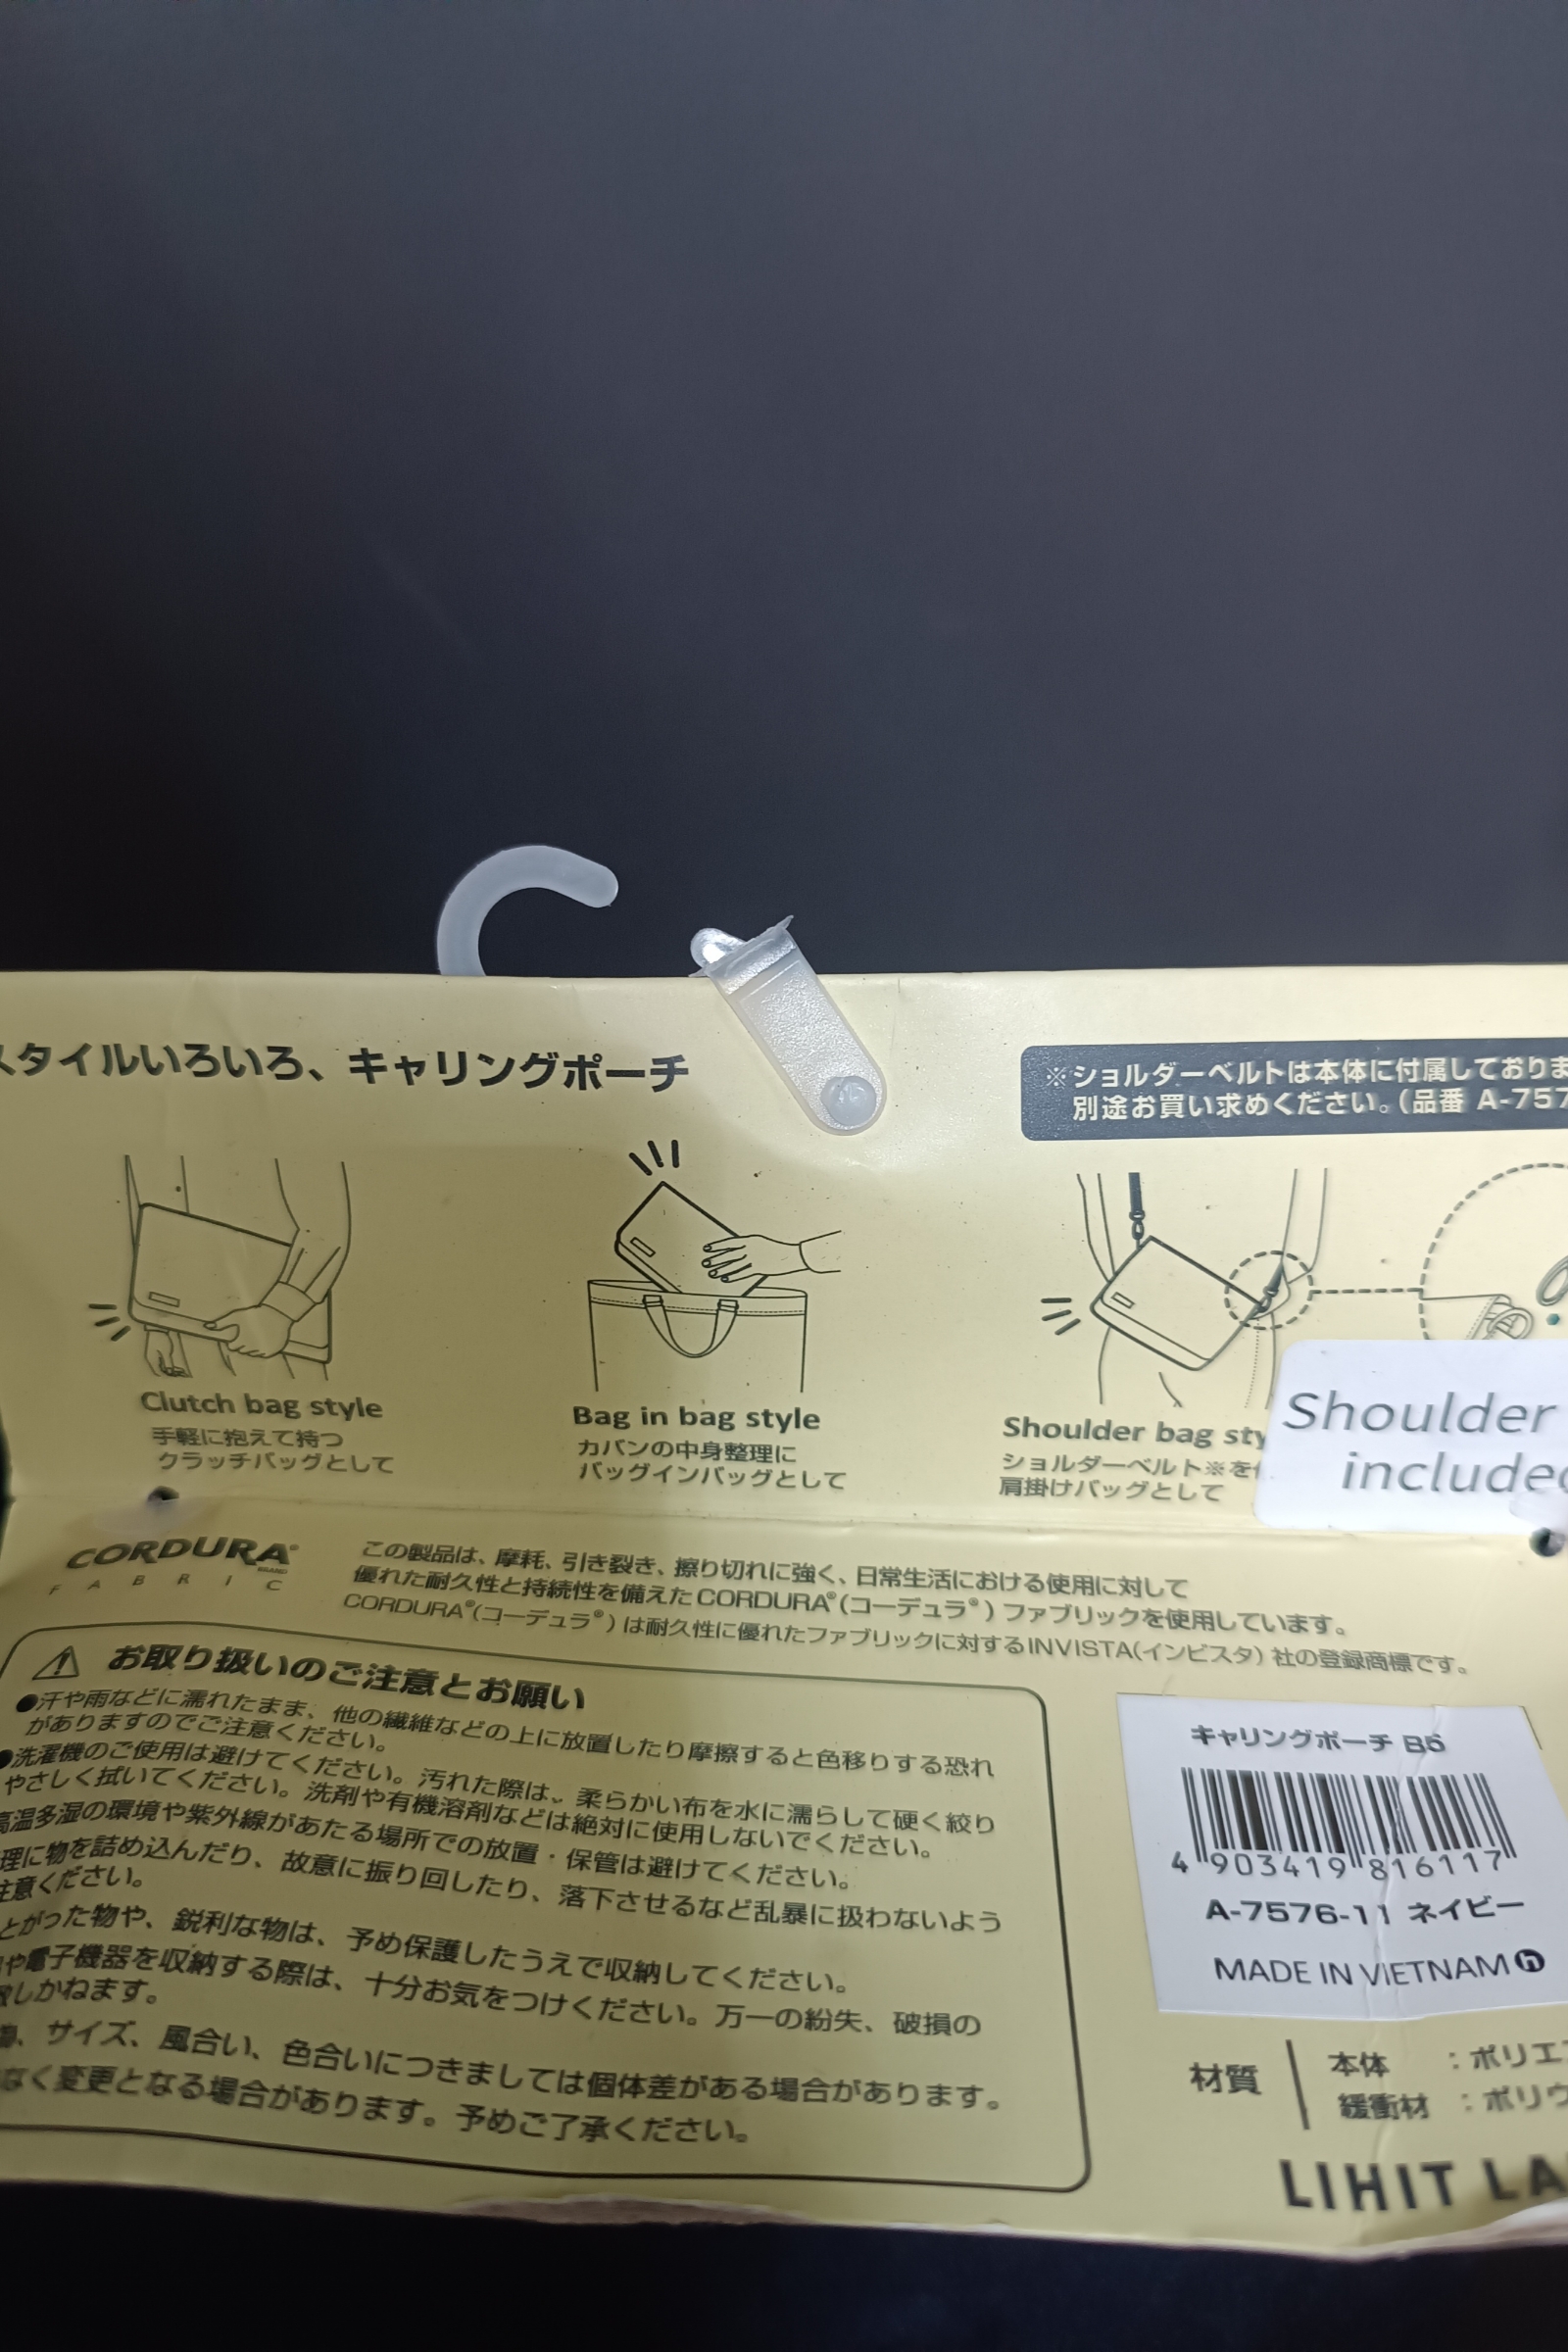 スタイルいろいろ、キャリングポーチ
※ショルダーベルトは本体に付属しておりま
別途お買い求めください。（品番 A-757
Clutch bag style
手軽に抱えて持つ
クラッチバッグとして
Bag in bag style
カバンの中身整理に
バッグインバッグとして
Shoulder bag sty
ショルダーベルト※を
肩掛けバッグとして
Shoulder
included
CORDURA®
BRAND
FABRIC
この製品は、摩耗、引き裂き、擦り切れに強く、日常生活における使用に対して
優れた耐久性と持続性を備えたCORDURA®（コーデュラ®）ファブリックを使用しています。
CORDURA®（コーデュラ®）は耐久性に優れたファブリックに対するINVISTA（インビスタ）社の登録商標です。
お取り扱いのご注意とお願い
●汗や雨などに濡れたまま、他の繊維などの上に放置したり摩擦すると色移りする恐れ
がありますのでご注意ください。
●洗濯機のご使用は避けてください。汚れた際は、柔らかい布を水に濡らして硬く絞り
やさしく拭いてください。洗剤や有機溶剤などは絶対に使用しないでください。
高温多湿の環境や紫外線があたる場所での放置・保管は避けてください。
理に物を詰め込んだり、故意に振り回したり、落下させるなど乱暴に扱わないよう
注意ください。
とがった物や、鋭利な物は、予め保護したうえで収納してください。
や電子機器を収納する際は、十分お気をつけください。万一の紛失、破損の
致しかねます。
サイズ、風合い、色合いにつきましては個体差がある場合があります。
なく変更となる場合があります。予めご了承ください。
キャリングポーチ B5
4 903419 816117
A-7576-11 ネイビー
MADE IN VIETNAM h
材質
本体 ：ポリエ
緩衝材 ：ポリウ
LIHIT LA